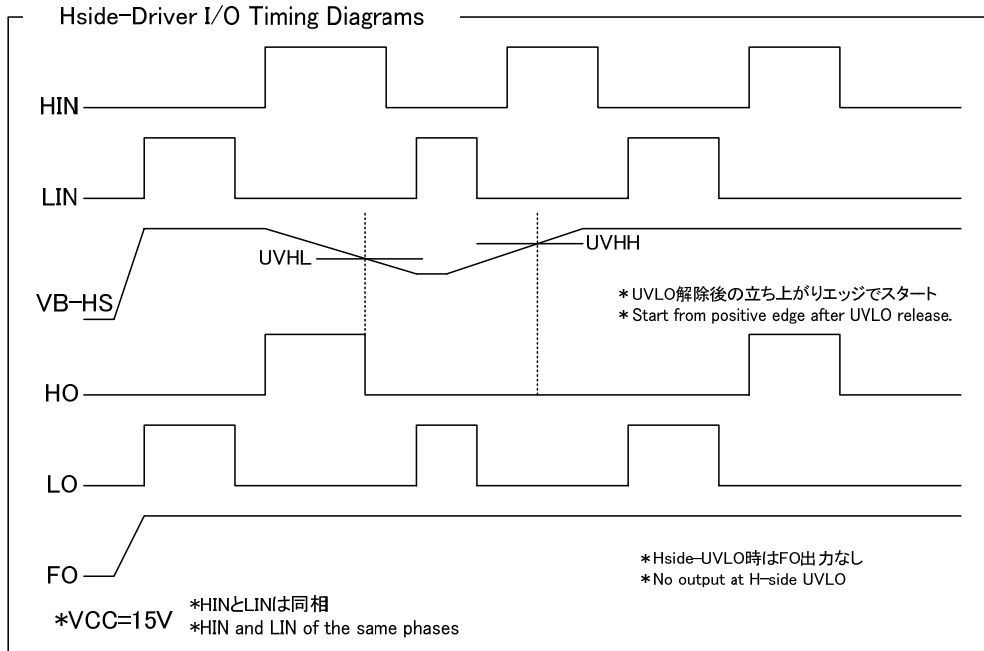 Hside-Driver I/O Timing Diagrams
HIN
LIN
UVHL
UVHH
VB-HS
*UVLO解除後の立ち上がりエッジでスタート
*Start from positive edge after UVLO release.
HO
LO
FO
*Hside-UVLO時はFO出力なし
*No output at H-side UVLO
*VCC=15V
*HINとLINは同相
*HIN and LIN of the same phases